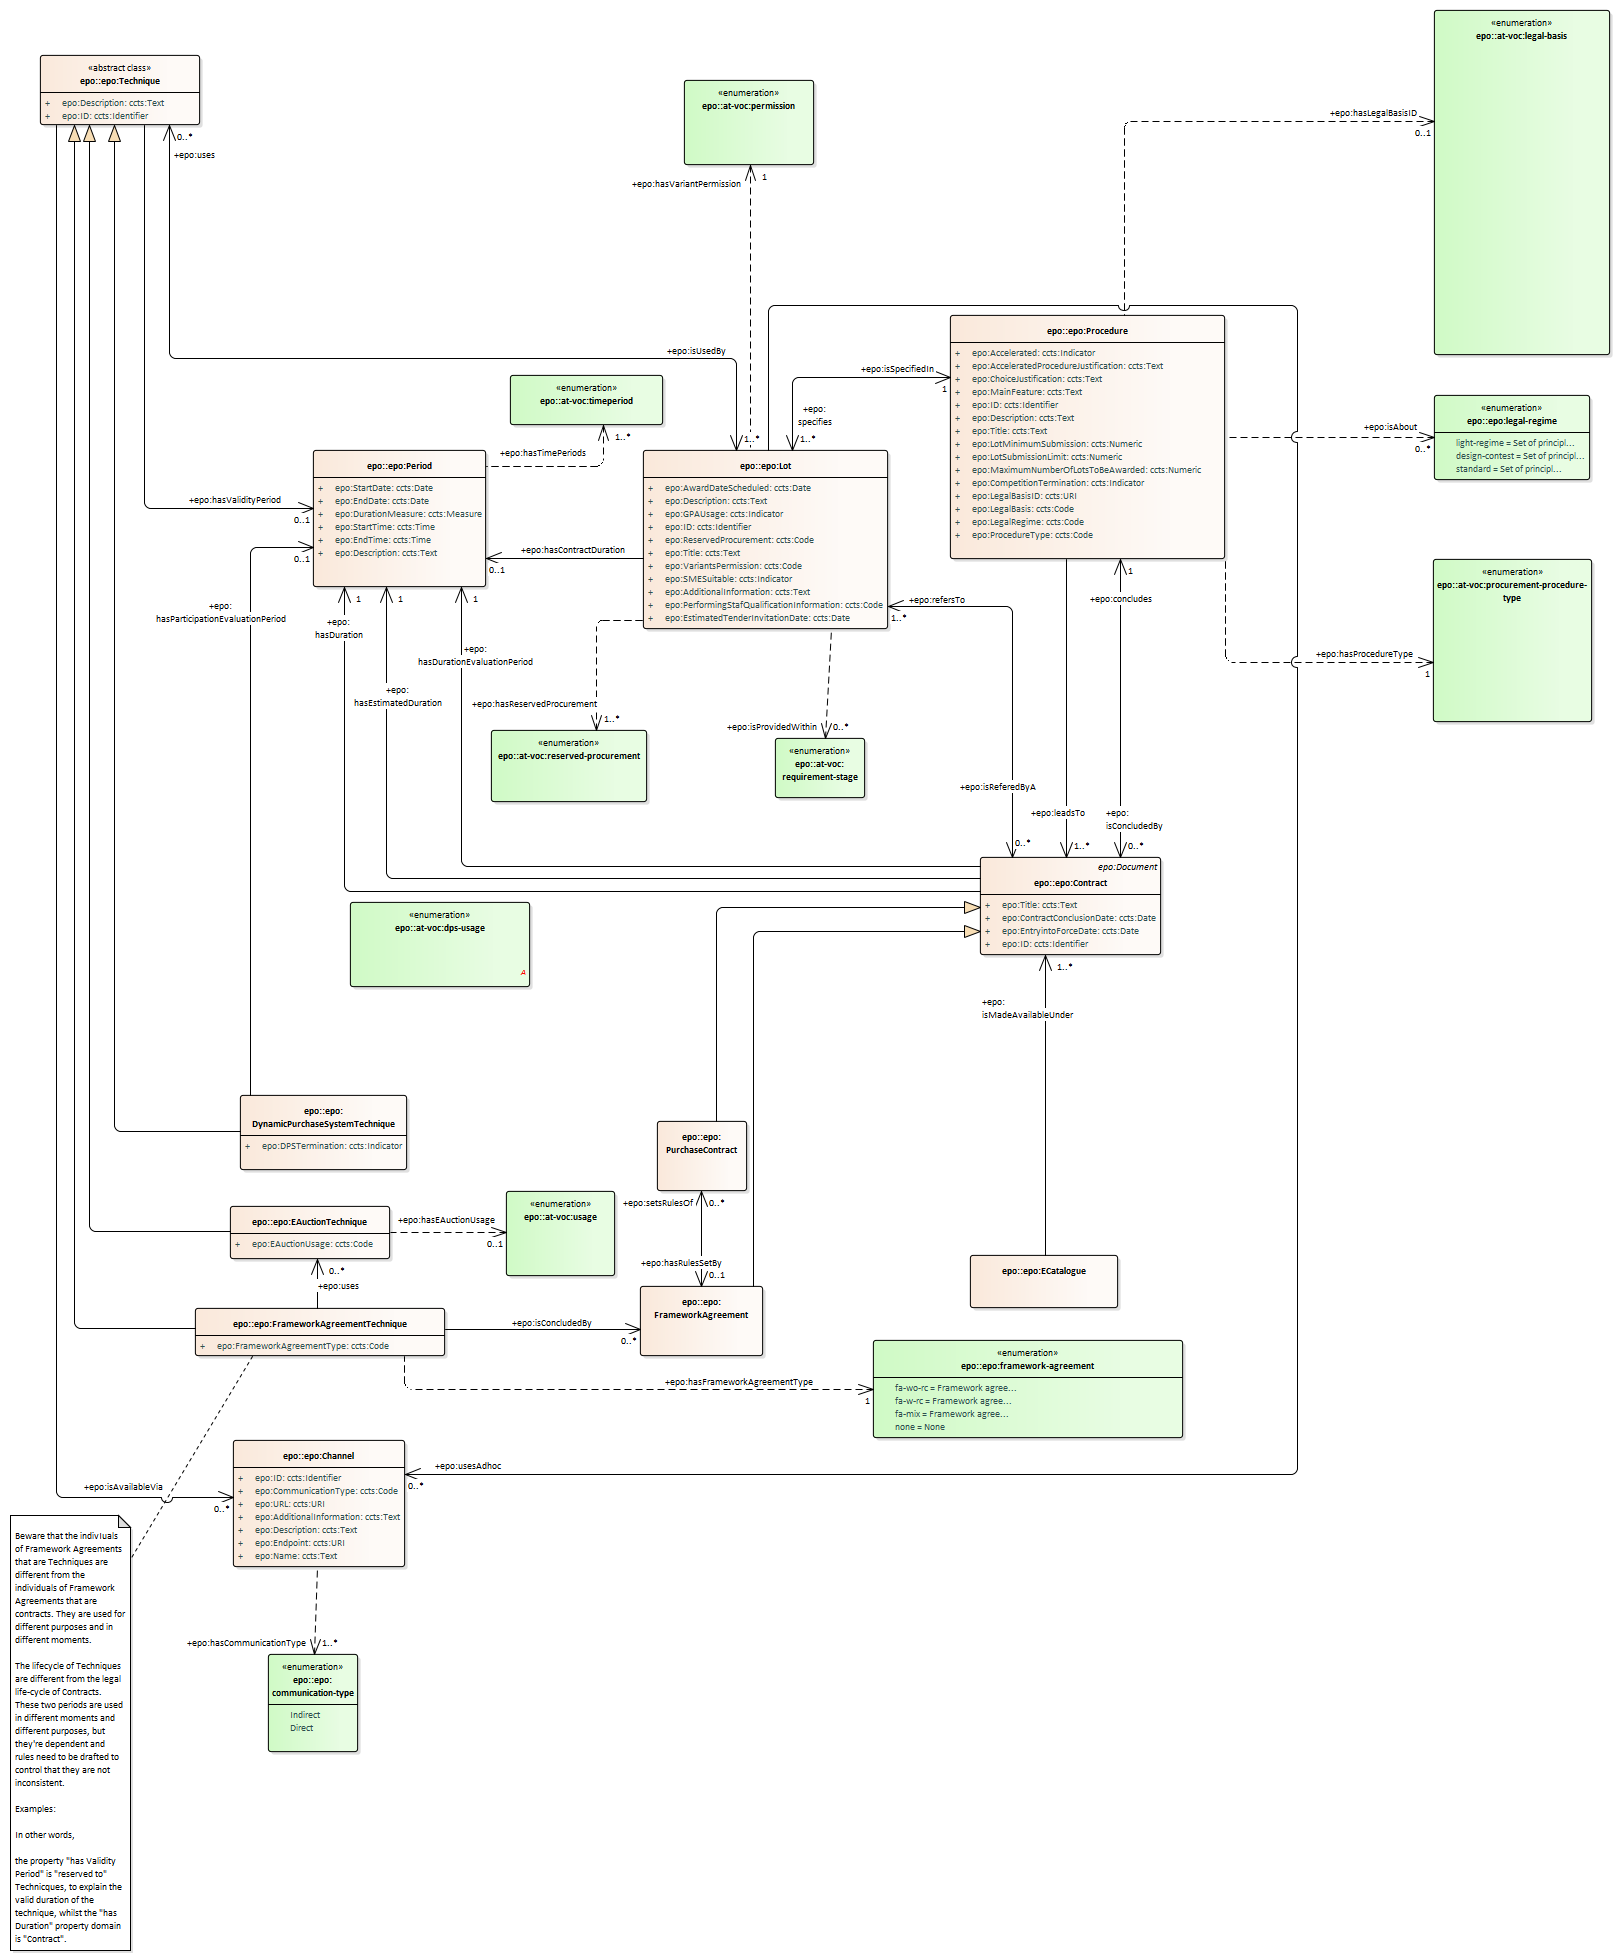 «abstract class»
epo::epo:Technique
+ epo:Description: ccts:Text
+ epo:ID: ccts:Identifier
0..*
+epo:uses
«enumeration»
epo::at-voc:permission
+epo:hasVariantPermission
1
«enumeration»
epo::at-voc:legal-basis
+epo:hasLegalBasisID
0..1
+epo:isUsedBy
1..*
«enumeration»
epo::at-voc:timeperiod
1..*
+epo:hasTimePeriods
+epo:isSpecifiedIn
1
+epo:
specifies
1..*
epo::epo:Procedure
+ epo:Accelerated: ccts:Indicator
+ epo:AcceleratedProcedureJustification: ccts:Text
+ epo:ChoiceJustification: ccts:Text
+ epo:MainFeature: ccts:Text
+ epo:ID: ccts:Identifier
+ epo:Description: ccts:Text
+ epo:Title: ccts:Text
+ epo:LotMinimumSubmission: ccts:Numeric
+ epo:LotSubmissionLimit: ccts:Numeric
+ epo:MaximumNumberOfLotsToBeAwarded: ccts:Numeric
+ epo:CompetitionTermination: ccts:Indicator
+ epo:LegalBasisID: ccts:URI
+ epo:LegalBasis: ccts:Code
+ epo:LegalRegime: ccts:Code
+ epo:ProcedureType: ccts:Code
+epo:isAbout
0..*
«enumeration»
epo::epo:legal-regime
light-regime = Set of principl...
design-contest = Set of principl...
standard = Set of principl...
epo::epo:Period
+ epo:StartDate: ccts:Date
+ epo:EndDate: ccts:Date
+ epo:DurationMeasure: ccts:Measure
+ epo:StartTime: ccts:Time
+ epo:EndTime: ccts:Time
+ epo:Description: ccts:Text
+epo:hasValidityPeriod
0..1
0..1
+epo:
hasParticipationEvaluationPeriod
epo::epo:Lot
+ epo:AwardDateScheduled: ccts:Date
+ epo:Description: ccts:Text
+ epo:GPAUsage: ccts:Indicator
+ epo:ID: ccts:Identifier
+ epo:ReservedProcurement: ccts:Code
+ epo:Title: ccts:Text
+ epo:VariantsPermission: ccts:Code
+ epo:SMESuitable: ccts:Indicator
+ epo:AdditionalInformation: ccts:Text
+ epo:PerformingStafQualificationInformation: ccts:Code
+ epo:EstimatedTenderInvitationDate: ccts:Date
+epo:hasContractDuration
0..1
+epo:refersTo
1..*
1
+epo:concludes
«enumeration»
epo::at-voc:procurement-procedure-
type
+epo:hasProcedureType
1
1
+epo:
hasDuration
1
+epo:
hasEstimatedDuration
1
+epo:
hasDurationEvaluationPeriod
+epo:hasReservedProcurement
1..*
«enumeration»
epo::at-voc:reserved-procurement
+epo:isProvidedWithin
0..*
«enumeration»
epo::at-voc:
requirement-stage
+epo:isReferedByA
0..*
+epo:leadsTo
1..*
+epo:
isConcludedBy
0..*
epo:Document
epo::epo:Contract
+ epo:Title: ccts:Text
+ epo:ContractConclusionDate: ccts:Date
+ epo:EntryintoForceDate: ccts:Date
+ epo:ID: ccts:Identifier
«enumeration»
epo::at-voc:dps-usage
A
1..*
+epo:
isMadeAvailableUnder
epo::epo:
DynamicPurchaseSystemTechnique
+ epo:DPSTermination: ccts:Indicator
epo::epo:
PurchaseContract
+epo:setsRulesOf
0..*
+epo:hasRulesSetBy
0..1
epo::epo:EAuctionTechnique
+ epo:EAuctionUsage: ccts:Code
+epo:hasEAuctionUsage
0..1
«enumeration»
epo::at-voc:usage
0..*
+epo:uses
epo::epo:ECatalogue
epo::epo:
FrameworkAgreement
epo::epo:FrameworkAgreementTechnique
+ epo:FrameworkAgreementType: ccts:Code
+epo:isConcludedBy
0..*
+epo:hasFrameworkAgreementType
1
«enumeration»
epo::epo:framework-agreement
fa-wo-rc = Framework agree...
fa-w-rc = Framework agree...
fa-mix = Framework agree...
none = None
epo::epo:Channel
+ epo:ID: ccts:Identifier
+ epo:CommunicationType: ccts:Code
+ epo:URL: ccts:URI
+ epo:AdditionalInformation: ccts:Text
+ epo:Description: ccts:Text
+ epo:Endpoint: ccts:URI
+ epo:Name: ccts:Text
+epo:usesAdhoc
0..*
+epo:isAvailableVia
0..*
+epo:hasCommunicationType
1..*
«enumeration»
epo::epo:
communication-type
Indirect
Direct
Beware that the indivIuals
of Framework Agreements
that are Techniques are
different from the
individuals of Framework
Agreements that are
contracts. They are used for
different purposes and in
different moments.
The lifecycle of Techniques
are different from the legal
life-cycle of Contracts.
These two periods are used
in different moments and
different purposes, but
they're dependent and
rules need to be drafted to
control that they are not
inconsistent.
Examples:
In other words,
the property "has Validity
Period" is "reserved to"
Technicques, to explain the
valid duration of the
technique, whilst the "has
Duration" property domain
is "Contract".